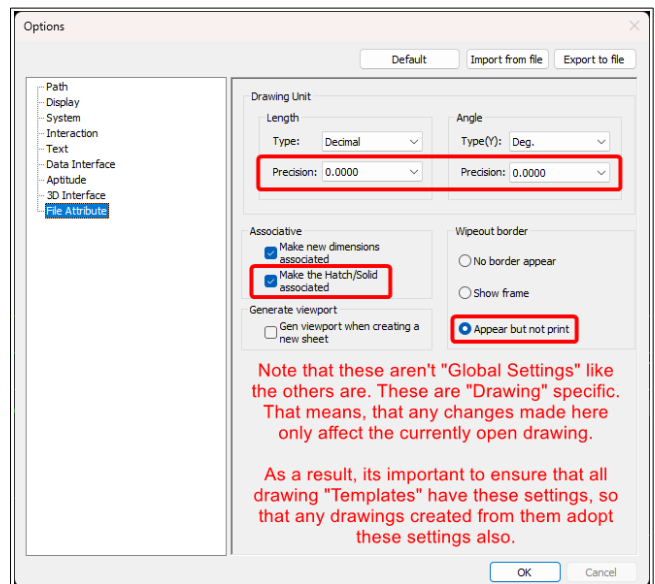 Options
Default
Import from file
Export to file
Path
Display
System
Interaction
Text
Data Interface
Aptitude
3D Interface
File Attribute
Drawing Unit
Length
Type:
Decimal
Precision:
0.0000
Angle
Type(Y):
Deg.
Precision:
0.0000
Associative
Make new dimensions
associated
Make the Hatch/Solid
associated
Generate viewport
Gen viewport when creating a
new sheet
Wipeout border
No border appear
Show frame
Appear but not print
Note that these aren't "Global Settings" like
the others are. These are "Drawing" specific.
That means, that any changes made here
only affect the currently open drawing.
As a result, its important to ensure that all
drawing "Templates" have these settings, so
that any drawings created from them adopt
these settings also.
OK
Cancel